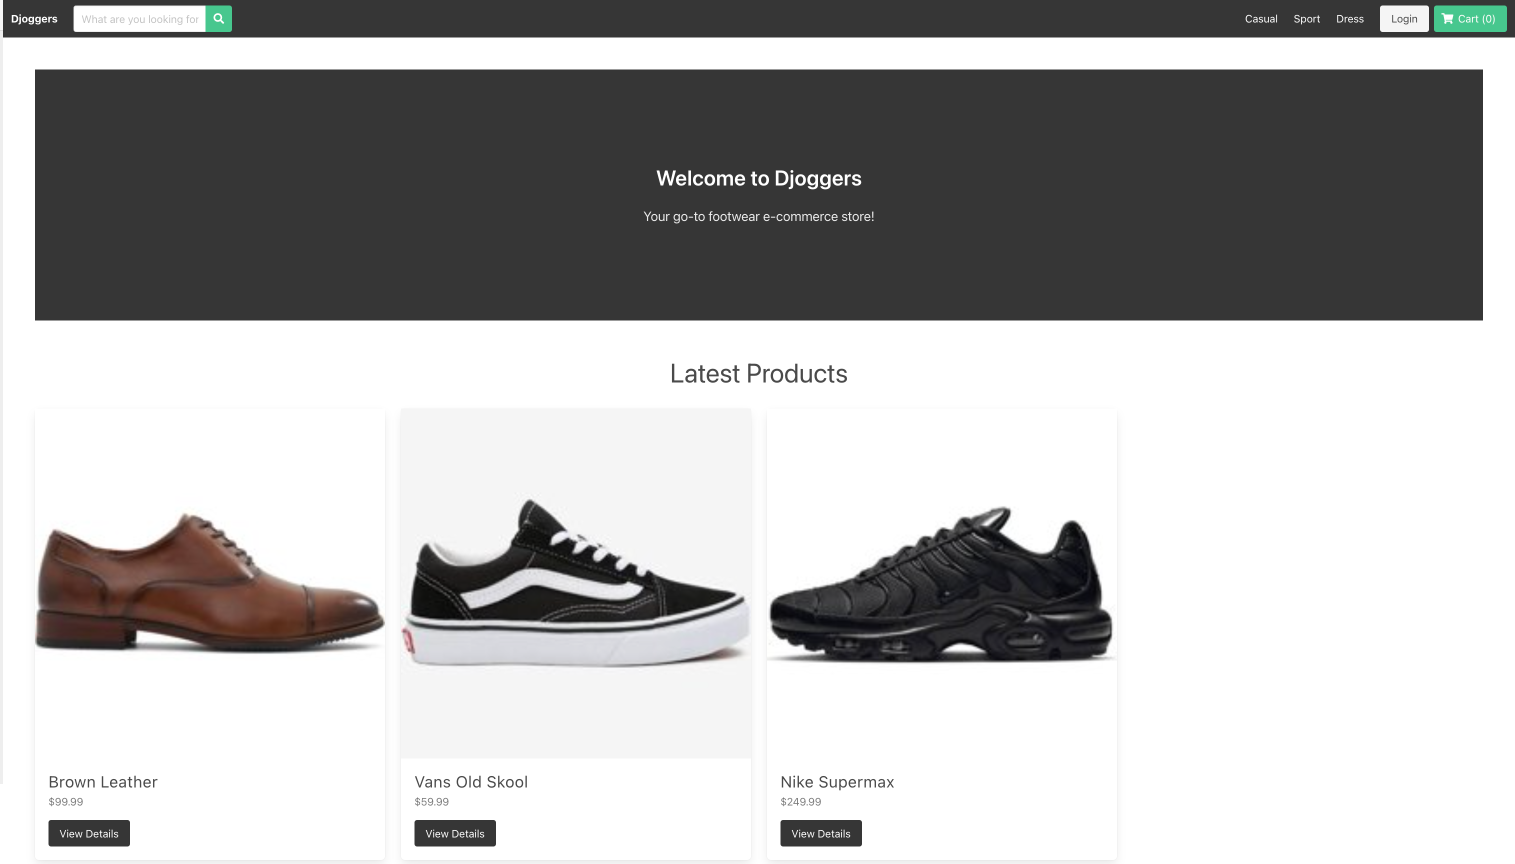 Djoggers
What are you looking for
Casual
Sport
Dress
Login
Cart (0)
Welcome to Djoggers
Your go-to footwear e-commerce store!
Latest Products
Brown Leather
$99.99
View Details
Vans Old Skool
$59.99
View Details
Nike Supermax
$249.99
View Details